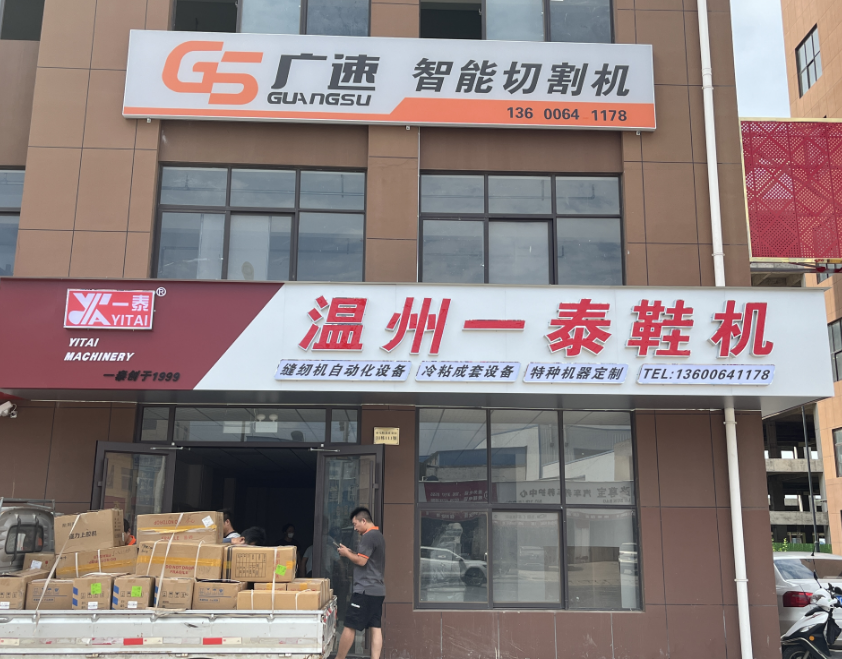 GS 广速 智能切割机
GUANGSU
136 0064 1178
一泰®
YITAI
温州一泰鞋机
YITAI
MACHINERY
一泰创于1999
缝纫机自动化设备 冷粘成套设备 特种机器定制 TEL:13600641178